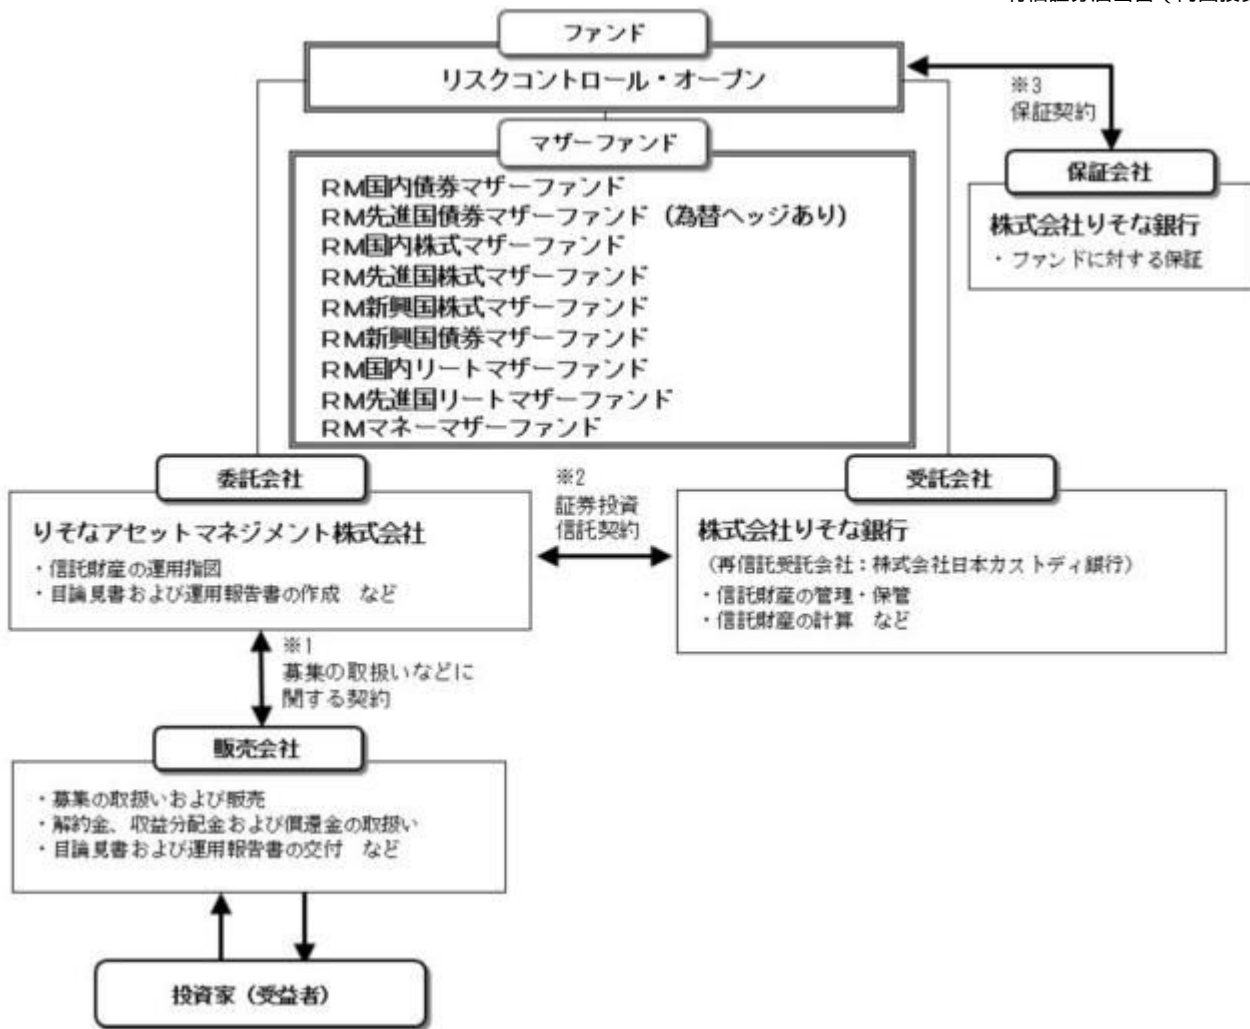 ファンド
リスクコントロール・オープン
※3
保証契約
マザーファンド
RM国内債券マザーファンド
RM先進国債券マザーファンド（為替ヘッジあり）
RM国内株式マザーファンド
RM先進国株式マザーファンド
RM新興国株式マザーファンド
RM新興国債券マザーファンド
RM国内リートマザーファンド
RM先進国リートマザーファンド
RMマネーマザーファンド
保証会社
株式会社りそな銀行
・ファンドに対する保証
委託会社
りそなアセットマネジメント株式会社
・信託財産の運用指図
・目論見書および運用報告書の作成　など
※2
証券投資
信託契約
受託会社
株式会社りそな銀行
（再信託受託会社：株式会社日本カストディ銀行）
・信託財産の管理・保管
・信託財産の計算　など
※1
募集の取扱いなどに
関する契約
販売会社
・募集の取扱いおよび販売
・解約金、収益分配金および償還金の取扱い
・目論見書および運用報告書の交付　など
投資家（受益者）